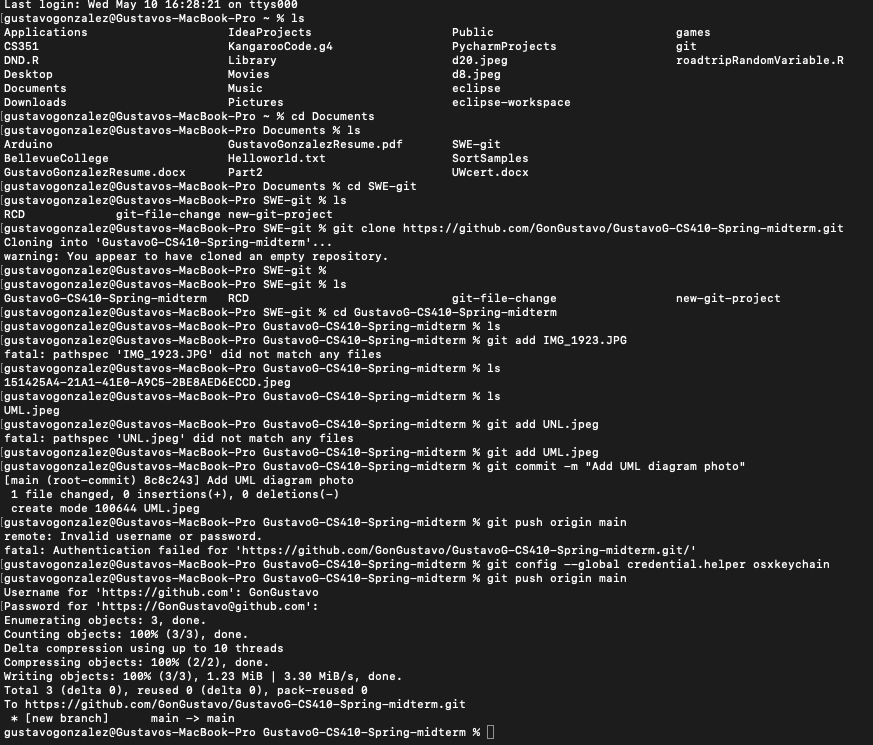 Last login: Wed May 10 16:28:21 on ttys000
[gustavogonzalez@Gustavos-MacBook-Pro ~ % ls
Applications IdeaProjects Public games
CS351 KangarooCode.g4 PycharmProjects git
DND.R Library d20.jpeg roadtripRandomVariable.R
Desktop Movies d8.jpeg
Documents Music eclipse
Downloads Pictures eclipse-workspace
[gustavogonzalez@Gustavos-MacBook-Pro ~ % cd Documents
[gustavogonzalez@Gustavos-MacBook-Pro Documents % ls
Arduino GustavoGonzalezResume.pdf SWE-git
BellevueCollege Helloworld.txt SortSamples
GustavoGonzalezResume.docx Part2 UWcert.docx
[gustavogonzalez@Gustavos-MacBook-Pro Documents % cd SWE-git
[gustavogonzalez@Gustavos-MacBook-Pro SWE-git % ls
RCD git-file-change new-git-project
[gustavogonzalez@Gustavos-MacBook-Pro SWE-git % git clone https://github.com/GonGustavo/GustavoG-CS410-Spring-midterm.git
Cloning into 'GustavoG-CS410-Spring-midterm'...
warning: You appear to have cloned an empty repository.
gustavogonzalez@Gustavos-MacBook-Pro SWE-git %
[gustavogonzalez@Gustavos-MacBook-Pro SWE-git % ls
GustavoG-CS410-Spring-midterm RCD git-file-change new-git-project
[gustavogonzalez@Gustavos-MacBook-Pro SWE-git % cd GustavoG-CS410-Spring-midterm
[gustavogonzalez@Gustavos-MacBook-Pro GustavoG-CS410-Spring-midterm % ls
[gustavogonzalez@Gustavos-MacBook-Pro GustavoG-CS410-Spring-midterm % git add IMG_1923.JPG
fatal: pathspec 'IMG_1923.JPG' did not match any files
[gustavogonzalez@Gustavos-MacBook-Pro GustavoG-CS410-Spring-midterm % ls
151425A4-21A1-41E0-A9C5-2BE8AED6ECCD.jpeg
[gustavogonzalez@Gustavos-MacBook-Pro GustavoG-CS410-Spring-midterm % ls
UML.jpeg
[gustavogonzalez@Gustavos-MacBook-Pro GustavoG-CS410-Spring-midterm % git add UNL.jpeg
fatal: pathspec 'UNL.jpeg' did not match any files
[gustavogonzalez@Gustavos-MacBook-Pro GustavoG-CS410-Spring-midterm % git add UML.jpeg
[gustavogonzalez@Gustavos-MacBook-Pro GustavoG-CS410-Spring-midterm % git commit -m "Add UML diagram photo"
[main (root-commit) 8c8c243] Add UML diagram photo
1 file changed, 0 insertions(+), 0 deletions(-)
create mode 100644 UML.jpeg
[gustavogonzalez@Gustavos-MacBook-Pro GustavoG-CS410-Spring-midterm % git push origin main
remote: Invalid username or password.
fatal: Authentication failed for 'https://github.com/GonGustavo/GustavoG-CS410-Spring-midterm.git/'
[gustavogonzalez@Gustavos-MacBook-Pro GustavoG-CS410-Spring-midterm % git config --global credential.helper osxkeychain
[gustavogonzalez@Gustavos-MacBook-Pro GustavoG-CS410-Spring-midterm % git push origin main
Username for 'https://github.com': GonGustavo
[Password for 'https://GonGustavo@github.com':
Enumerating objects: 3, done.
Counting objects: 100% (3/3), done.
Delta compression using up to 10 threads
Compressing objects: 100% (2/2), done.
Writing objects: 100% (3/3), 1.23 MiB | 3.30 MiB/s, done.
Total 3 (delta 0), reused 0 (delta 0), pack-reused 0
To https://github.com/GonGustavo/GustavoG-CS410-Spring-midterm.git
* [new branch] main -> main
gustavogonzalez@Gustavos-MacBook-Pro GustavoG-CS410-Spring-midterm %